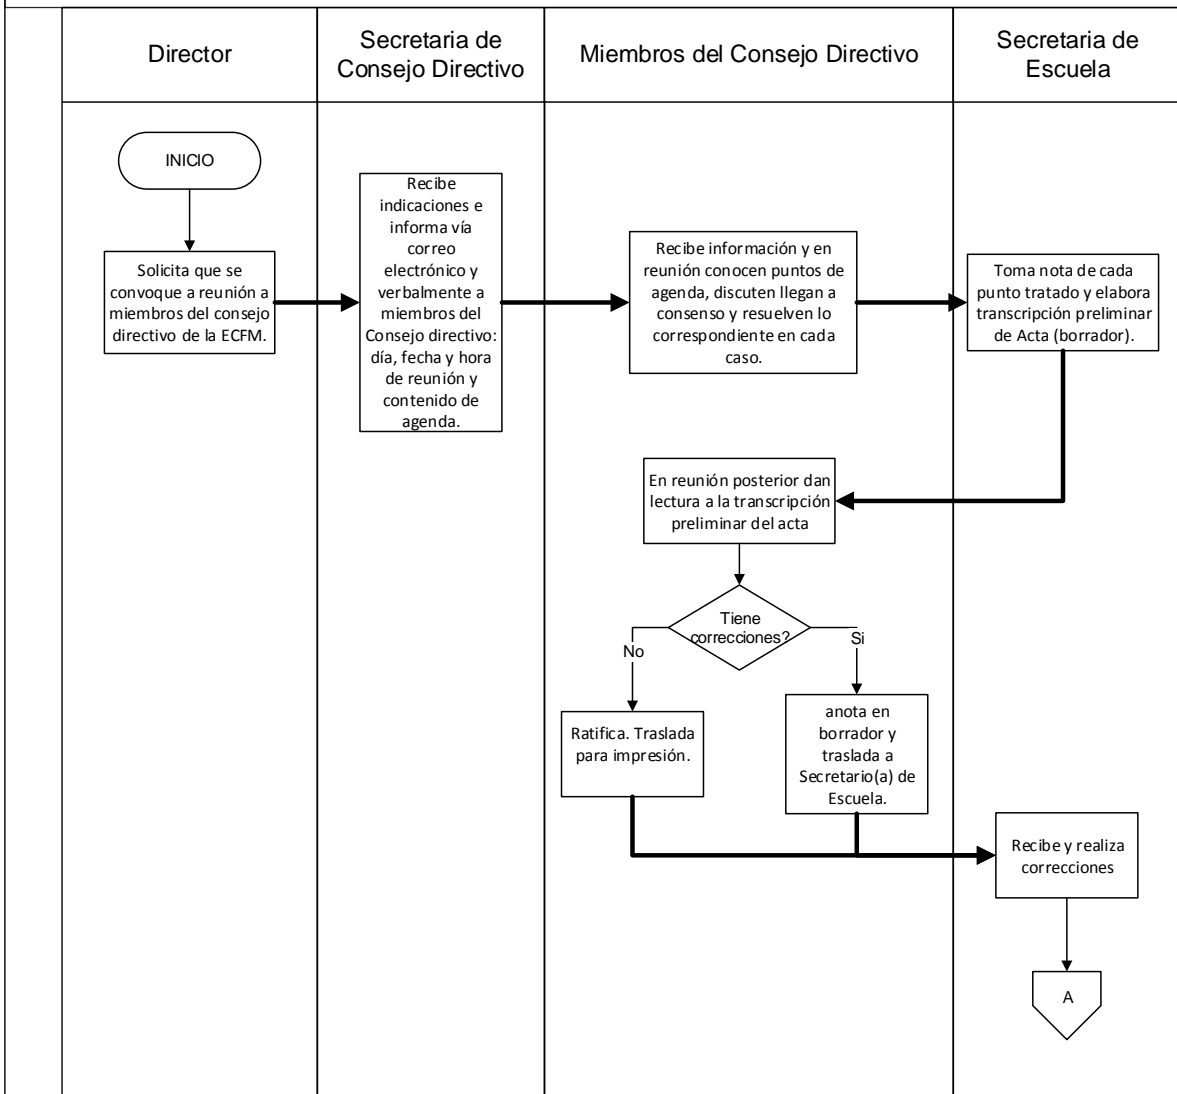 Director
Secretaria de
Consejo Directivo
Miembros del Consejo Directivo
Secretaria de
Escuela
INICIO
Solicita que se
convoque a reunión a
miembros del consejo
directivo de la ECFM.
Recibe
indicaciones e
informa vía
correo
electrónico y
verbalmente a
miembros del
Consejo directivo:
día, fecha y hora
de reunión y
contenido de
agenda.
Recibe información y en
reunión conocen puntos de
agenda, discuten llegan a
consenso y resuelven lo
correspondiente en cada
caso.
Toma nota de cada
punto tratado y elabora
transcripción preliminar
de Acta (borrador).
En reunión posterior dan
lectura a la transcripción
preliminar del acta
Tiene
correcciones?
No
Si
Ratifica. Traslada
para impresión.
anota en
borrador y
traslada a
Secretario(a) de
Escuela.
Recibe y realiza
correcciones
A